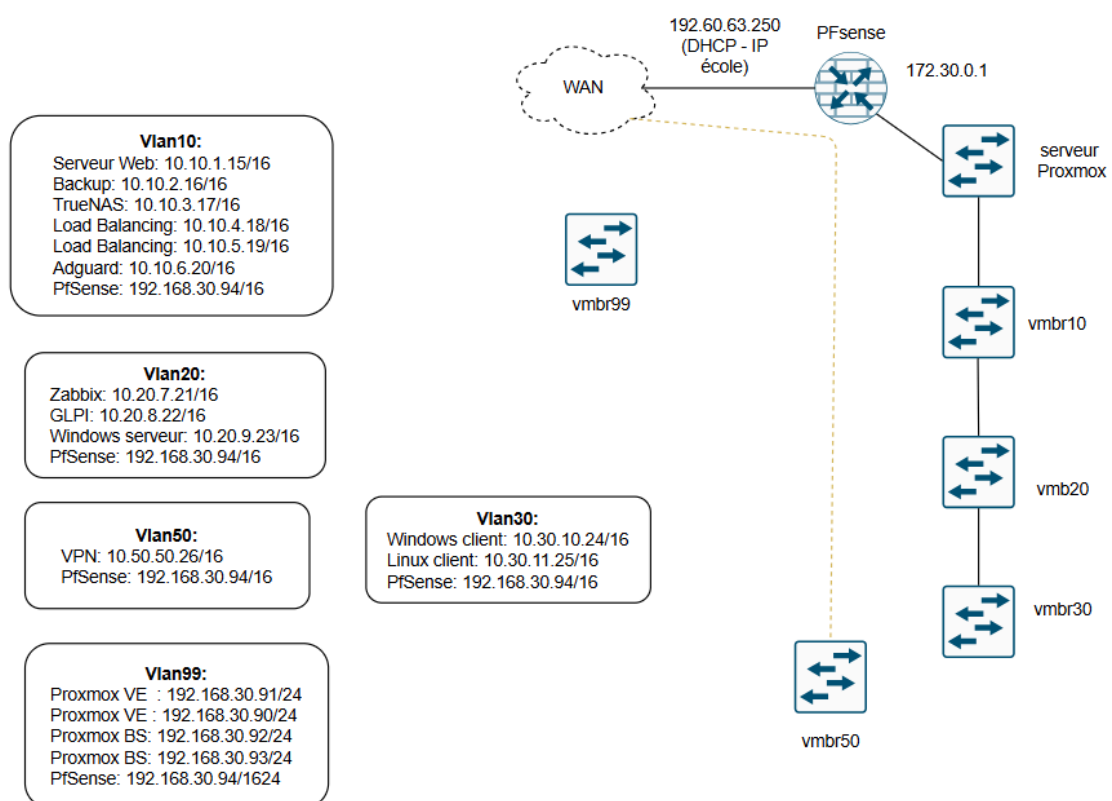 192.60.63.250
(DHCP - IP
école)
PFsense
WAN
172.30.0.1
serveur
Proxmox
Vlan10:
Serveur Web: 10.10.1.15/16
Backup: 10.10.2.16/16
TrueNAS: 10.10.3.17/16
Load Balancing: 10.10.4.18/16
Load Balancing: 10.10.5.19/16
Adguard: 10.10.6.20/16
PfSense: 192.168.30.94/16
vmbr99
vmbr10
Vlan20:
Zabbix: 10.20.7.21/16
GLPI: 10.20.8.22/16
Windows serveur: 10.20.9.23/16
PfSense: 192.168.30.94/16
vmb20
Vlan50:
VPN: 10.50.50.26/16
PfSense: 192.168.30.94/16
Vlan30:
Windows client: 10.30.10.24/16
Linux client: 10.30.11.25/16
PfSense: 192.168.30.94/16
vmbr30
Vlan99:
Proxmox VE : 192.168.30.91/24
Proxmox VE : 192.168.30.90/24
Proxmox BS: 192.168.30.92/24
Proxmox BS: 192.168.30.93/24
PfSense: 192.168.30.94/1624
vmbr50